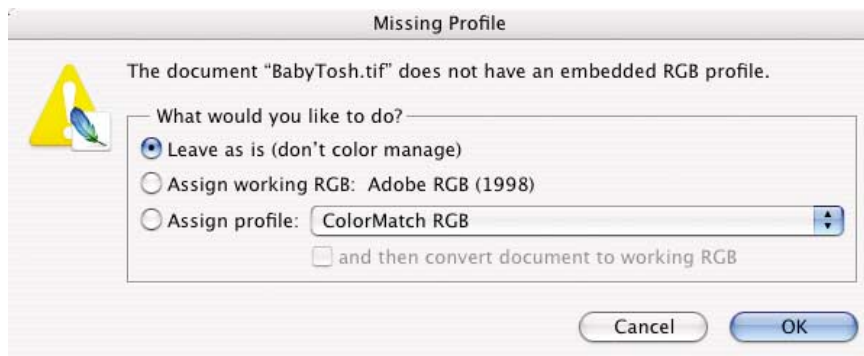 Missing Profile
The document “BabyTosh.tif” does not have an embedded RGB profile.
What would you like to do?
Leave as is (don’t color manage)
Assign working RGB: Adobe RGB (1998)
Assign profile: ColorMatch RGB
and then convert document to working RGB
Cancel OK